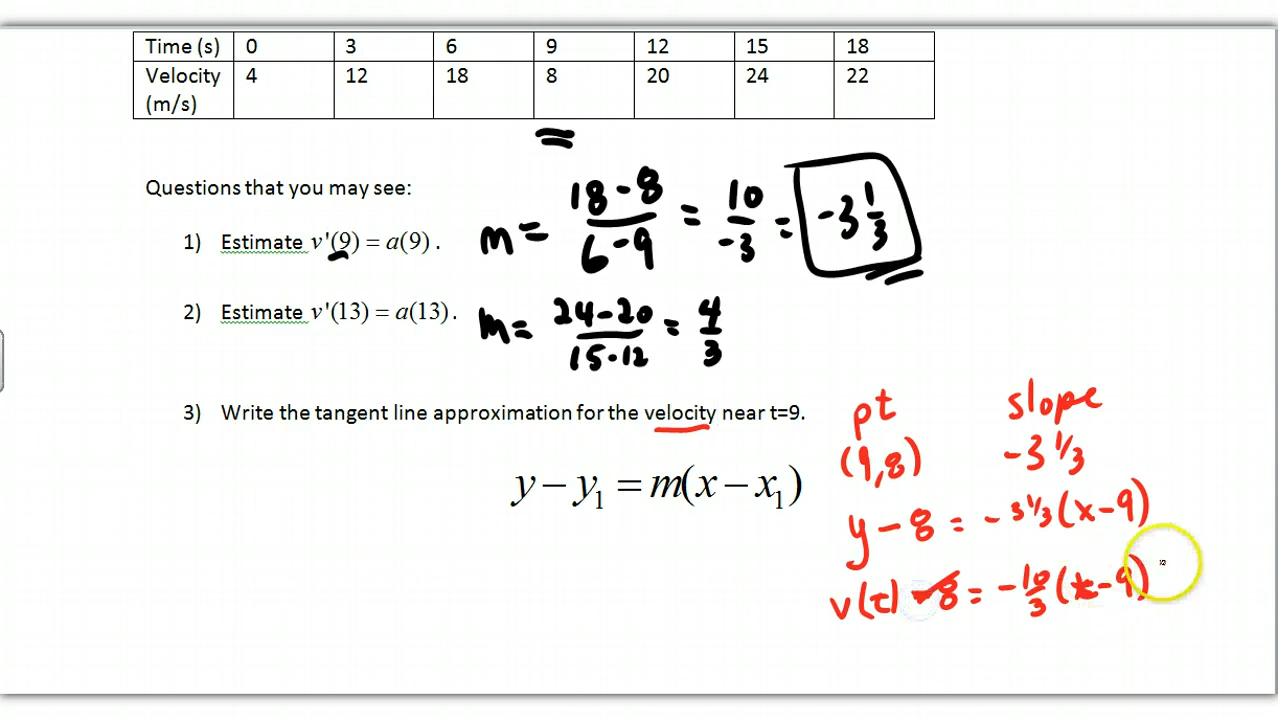 Time (s) 0 3 6 9 12 15 18
Velocity (m/s) 4 12 18 8 20 24 22
Questions that you may see:
1) Estimate v'(9) = a(9). m = (18 - 8)/(6 - 9) = 10/-3 = -3 1/3
2) Estimate v'(13) = a(13). m = (24 - 20)/(15 - 12) = 4/3
3) Write the tangent line approximation for the velocity near t=9.
pt slope
(9,8) -3 1/3
y − y₁ = m(x − x₁)
y - 8 = -3 1/3 (x - 9)
v(t) - 8 = -10/3 (t - 9)